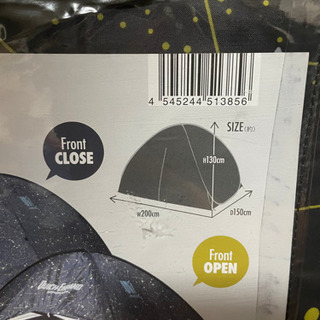 4 545244 513856
SIZE(約)
Front
CLOSE
H130cm
W200cm
D150cm
Front
OPEN